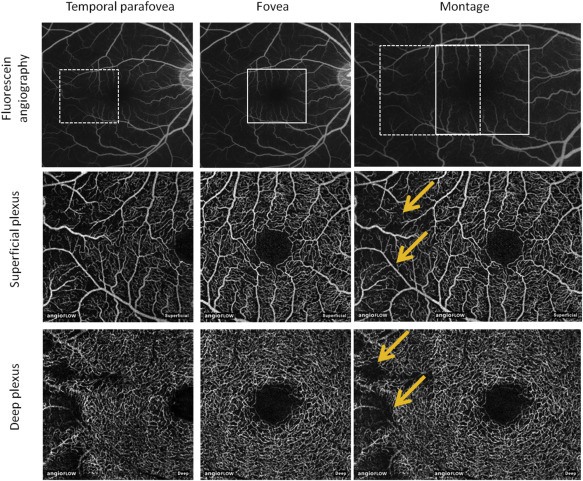 Temporal parafovea Fovea Montage
Fluorescein
angiography
Superficial plexus
angioFLOW Superficial angioFLOW Superficial angioFLOW Superficial
Deep plexus
angioFLOW Deep angioFLOW Deep angioFLOW Deep